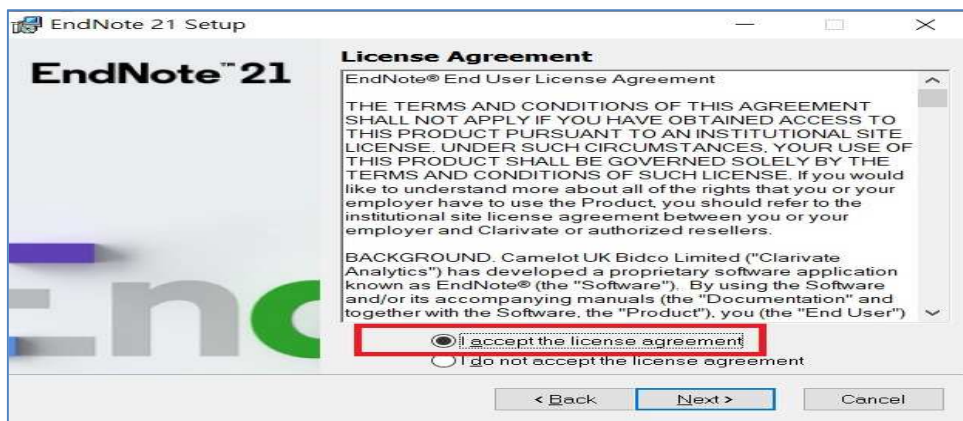 EndNote 21 Setup
EndNote™ 21
License Agreement
EndNote® End User License Agreement
THE TERMS AND CONDITIONS OF THIS AGREEMENT
SHALL NOT APPLY IF YOU HAVE OBTAINED ACCESS TO
THIS PRODUCT PURSUANT TO AN INSTITUTIONAL SITE
LICENSE. UNDER SUCH CIRCUMSTANCES, YOUR USE OF
THIS PRODUCT SHALL BE GOVERNED SOLELY BY THE
TERMS AND CONDITIONS OF SUCH LICENSE. If you would
like to understand more about all of the rights that you or your
employer have to use the Product, you should refer to the
institutional site license agreement between you or your
employer and Clarivate or authorized resellers.
BACKGROUND. Camelot UK Bidco Limited ("Clarivate
Analytics") has developed a proprietary software application
known as EndNote® (the "Software"). By using the Software
and/or its accompanying manuals (the "Documentation" and
together with the Software, the "Product"), you (the "End User")
I accept the license agreement
I do not accept the license agreement
< Back
Next >
Cancel